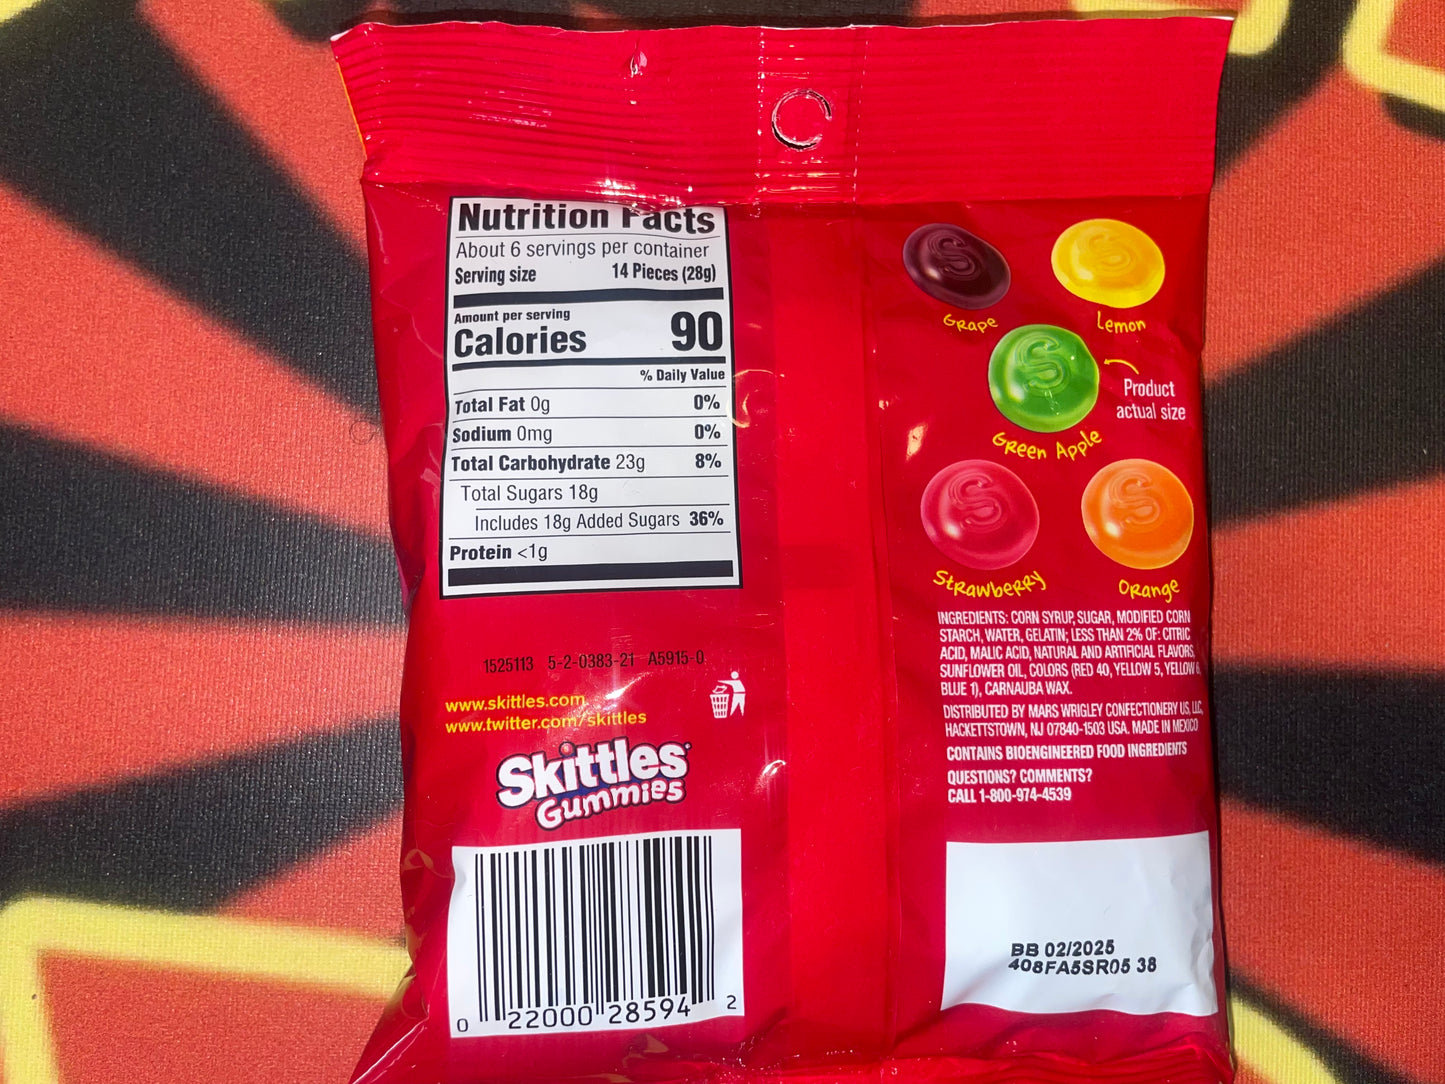 Nutrition Facts
About 6 servings per container
Serving size 14 Pieces (28g)
Amount per serving
Calories 90
% Daily Value
Total Fat 0g 0%
Sodium 0mg 0%
Total Carbohydrate 23g 8%
Total Sugars 18g
Includes 18g Added Sugars 36%
Protein <1g
1525113 5-2-0383-21 A5915-0
www.skittles.com
www.twitter.com/skittles
Skittles
Gummies
0 22000 28594 2
S
Grape
S
Lemon
S
Product
actual size
Green Apple
S
Strawberry
S
Orange
INGREDIENTS: CORN SYRUP, SUGAR, MODIFIED CORN
STARCH, WATER, GELATIN; LESS THAN 2% OF: CITRIC
ACID, MALIC ACID, NATURAL AND ARTIFICIAL FLAVORS,
SUNFLOWER OIL, COLORS (RED 40, YELLOW 5, YELLOW 6,
BLUE 1), CARNAUBA WAX.
DISTRIBUTED BY MARS WRIGLEY CONFECTIONERY US, LLC,
HACKETTSTOWN, NJ 07840-1503 USA. MADE IN MEXICO
CONTAINS BIOENGINEERED FOOD INGREDIENTS
QUESTIONS? COMMENTS?
CALL 1-800-974-4539
BB 02/2025
408FA5SR05 38